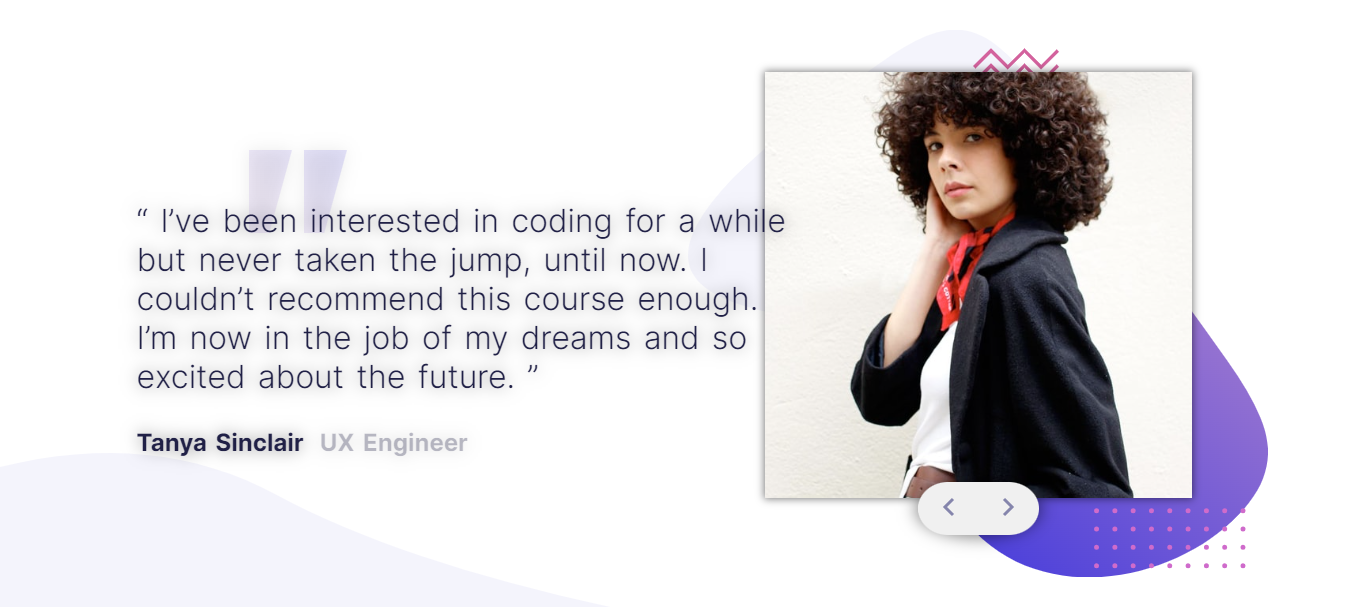 “ I’ve been interested in coding for a while
but never taken the jump, until now. I
couldn’t recommend this course enough.
I’m now in the job of my dreams and so
excited about the future. ”
Tanya Sinclair UX Engineer